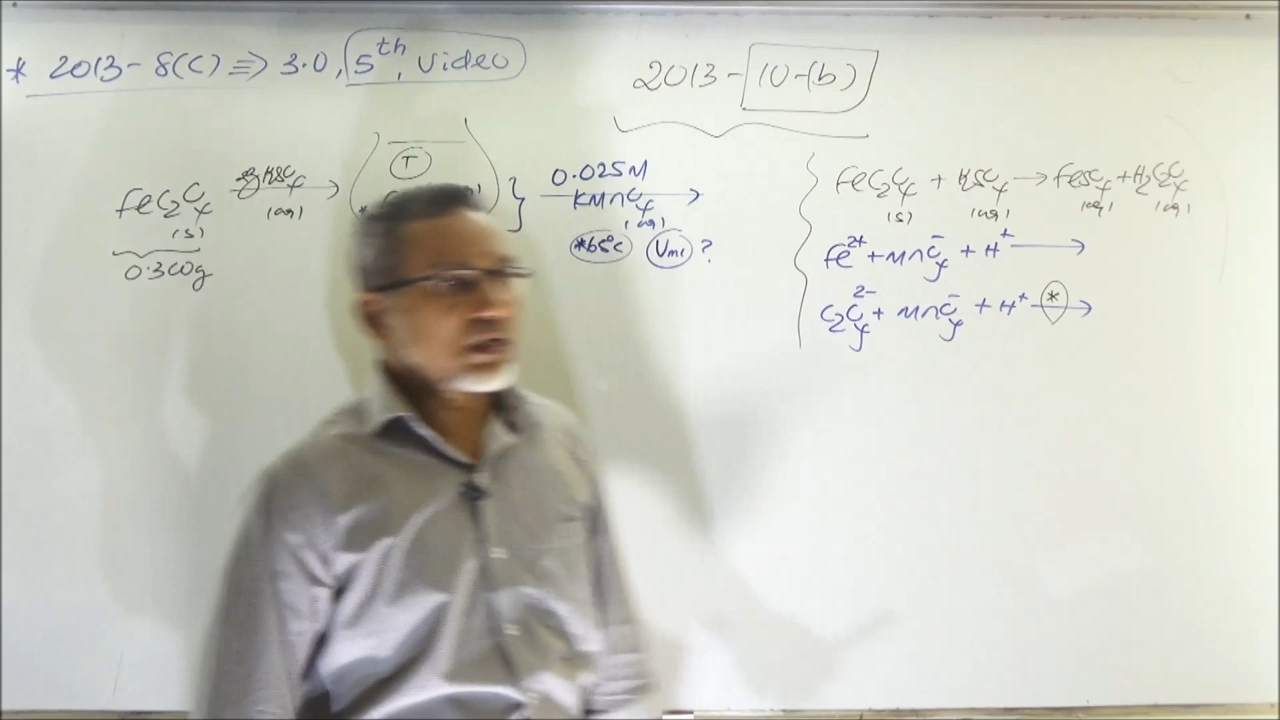 * 2013 - 8(C) ⇒ 3.0, 5th, video
2013 - 10-(b)
FeC2O4 (s) H2SO4 (aq) → ( T
} 0.025M KMnO4 (aq) →
*65°C Vml ?
0.300g
FeC2O4 (s) + H2SO4 (aq) → FeSO4 (aq) + H2C2O4 (aq)
Fe2+ + MnO4- + H+ →
C2O4 2- + MnO4- + H+ * →